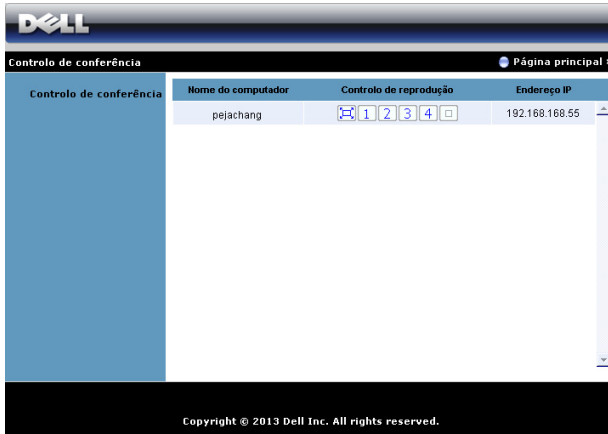 DELL
Controlo de conferência
Página principal
Controlo de conferência
Nome do computador Controlo de reprodução Endereço IP
pejachang 1 2 3 4 192.168.168.55
Copyright © 2013 Dell Inc. All rights reserved.